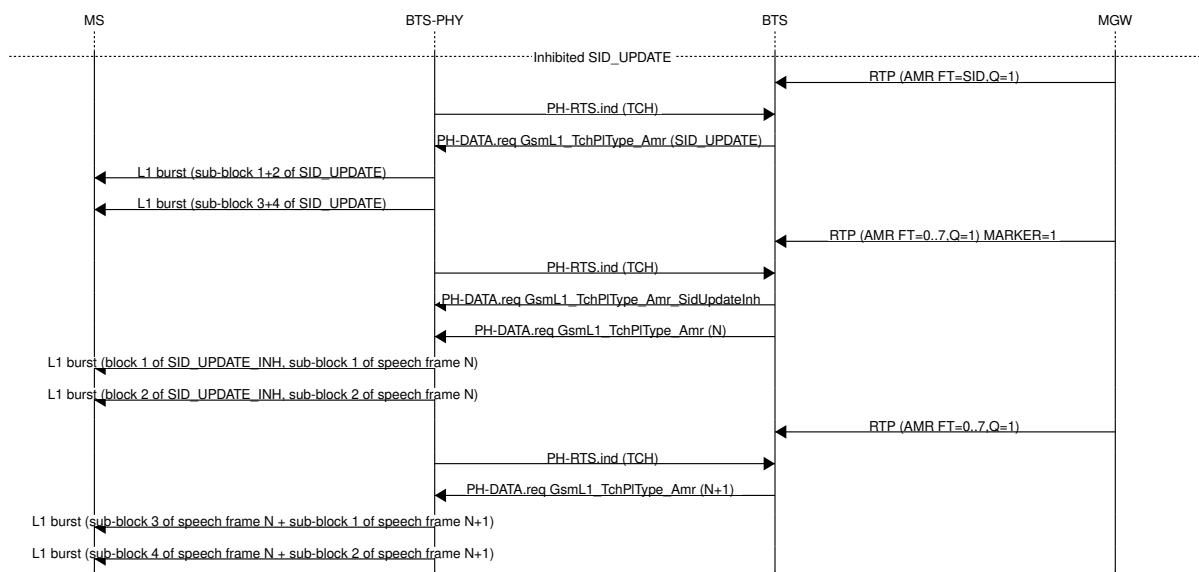 MS
BTS-PHY
BTS
MGW
Inhibited SID_UPDATE
RTP (AMR FT=SID,Q=1)
PH-RTS.ind (TCH)
PH-DATA.req GsmL1_TchPlType_Amr (SID_UPDATE)
L1 burst (sub-block 1+2 of SID_UPDATE)
L1 burst (sub-block 3+4 of SID_UPDATE)
RTP (AMR FT=0..7,Q=1) MARKER=1
PH-RTS.ind (TCH)
PH-DATA.req GsmL1_TchPlType_Amr_SidUpdateInh
PH-DATA.req GsmL1_TchPlType_Amr (N)
L1 burst (block 1 of SID_UPDATE_INH, sub-block 1 of speech frame N)
L1 burst (block 2 of SID_UPDATE_INH, sub-block 2 of speech frame N)
RTP (AMR FT=0..7,Q=1)
PH-RTS.ind (TCH)
PH-DATA.req GsmL1_TchPlType_Amr (N+1)
L1 burst (sub-block 3 of speech frame N + sub-block 1 of speech frame N+1)
L1 burst (sub-block 4 of speech frame N + sub-block 2 of speech frame N+1)